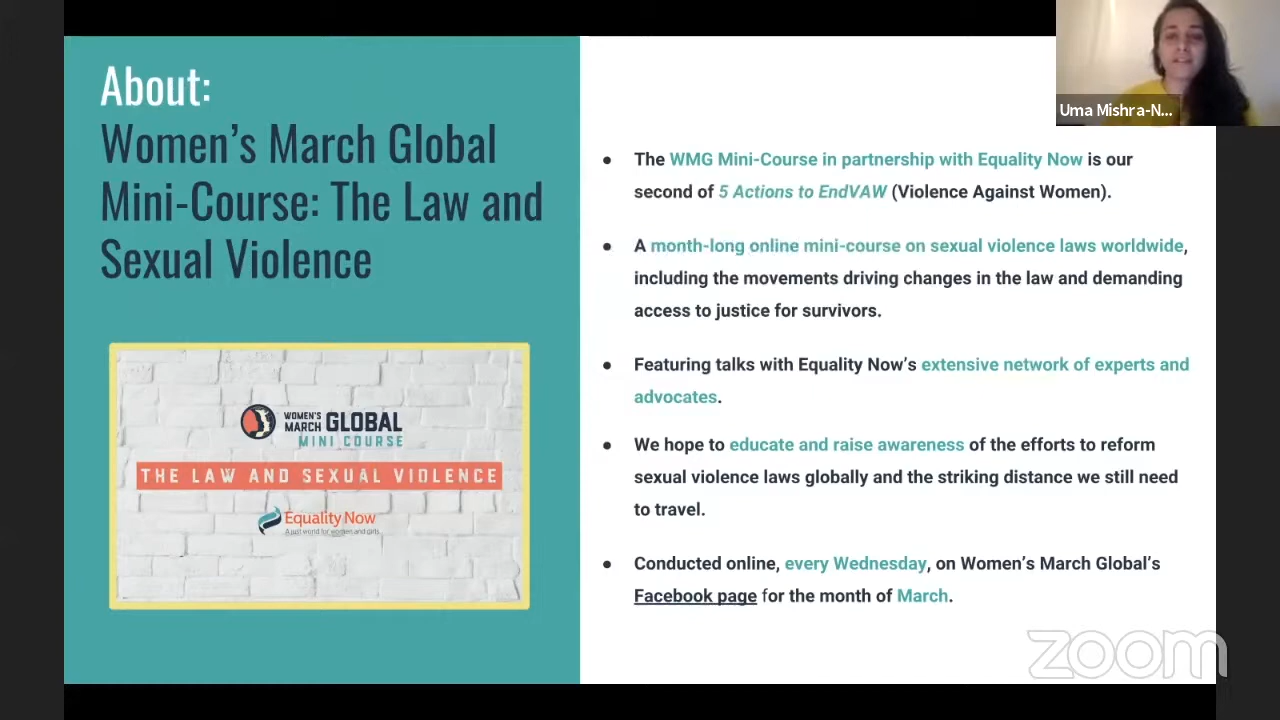 About:
Women’s March Global
Mini-Course: The Law and
Sexual Violence
WOMEN'S
MARCH GLOBAL
MINI COURSE
THE LAW AND SEXUAL VIOLENCE
Equality Now
A just world for women and girls
Uma Mishra-N...
● The WMG Mini-Course in partnership with Equality Now is our
second of 5 Actions to EndVAW (Violence Against Women).
● A month-long online mini-course on sexual violence laws worldwide,
including the movements driving changes in the law and demanding
access to justice for survivors.
● Featuring talks with Equality Now’s extensive network of experts and
advocates.
● We hope to educate and raise awareness of the efforts to reform
sexual violence laws globally and the striking distance we still need
to travel.
● Conducted online, every Wednesday, on Women’s March Global’s
Facebook page for the month of March.
zoom